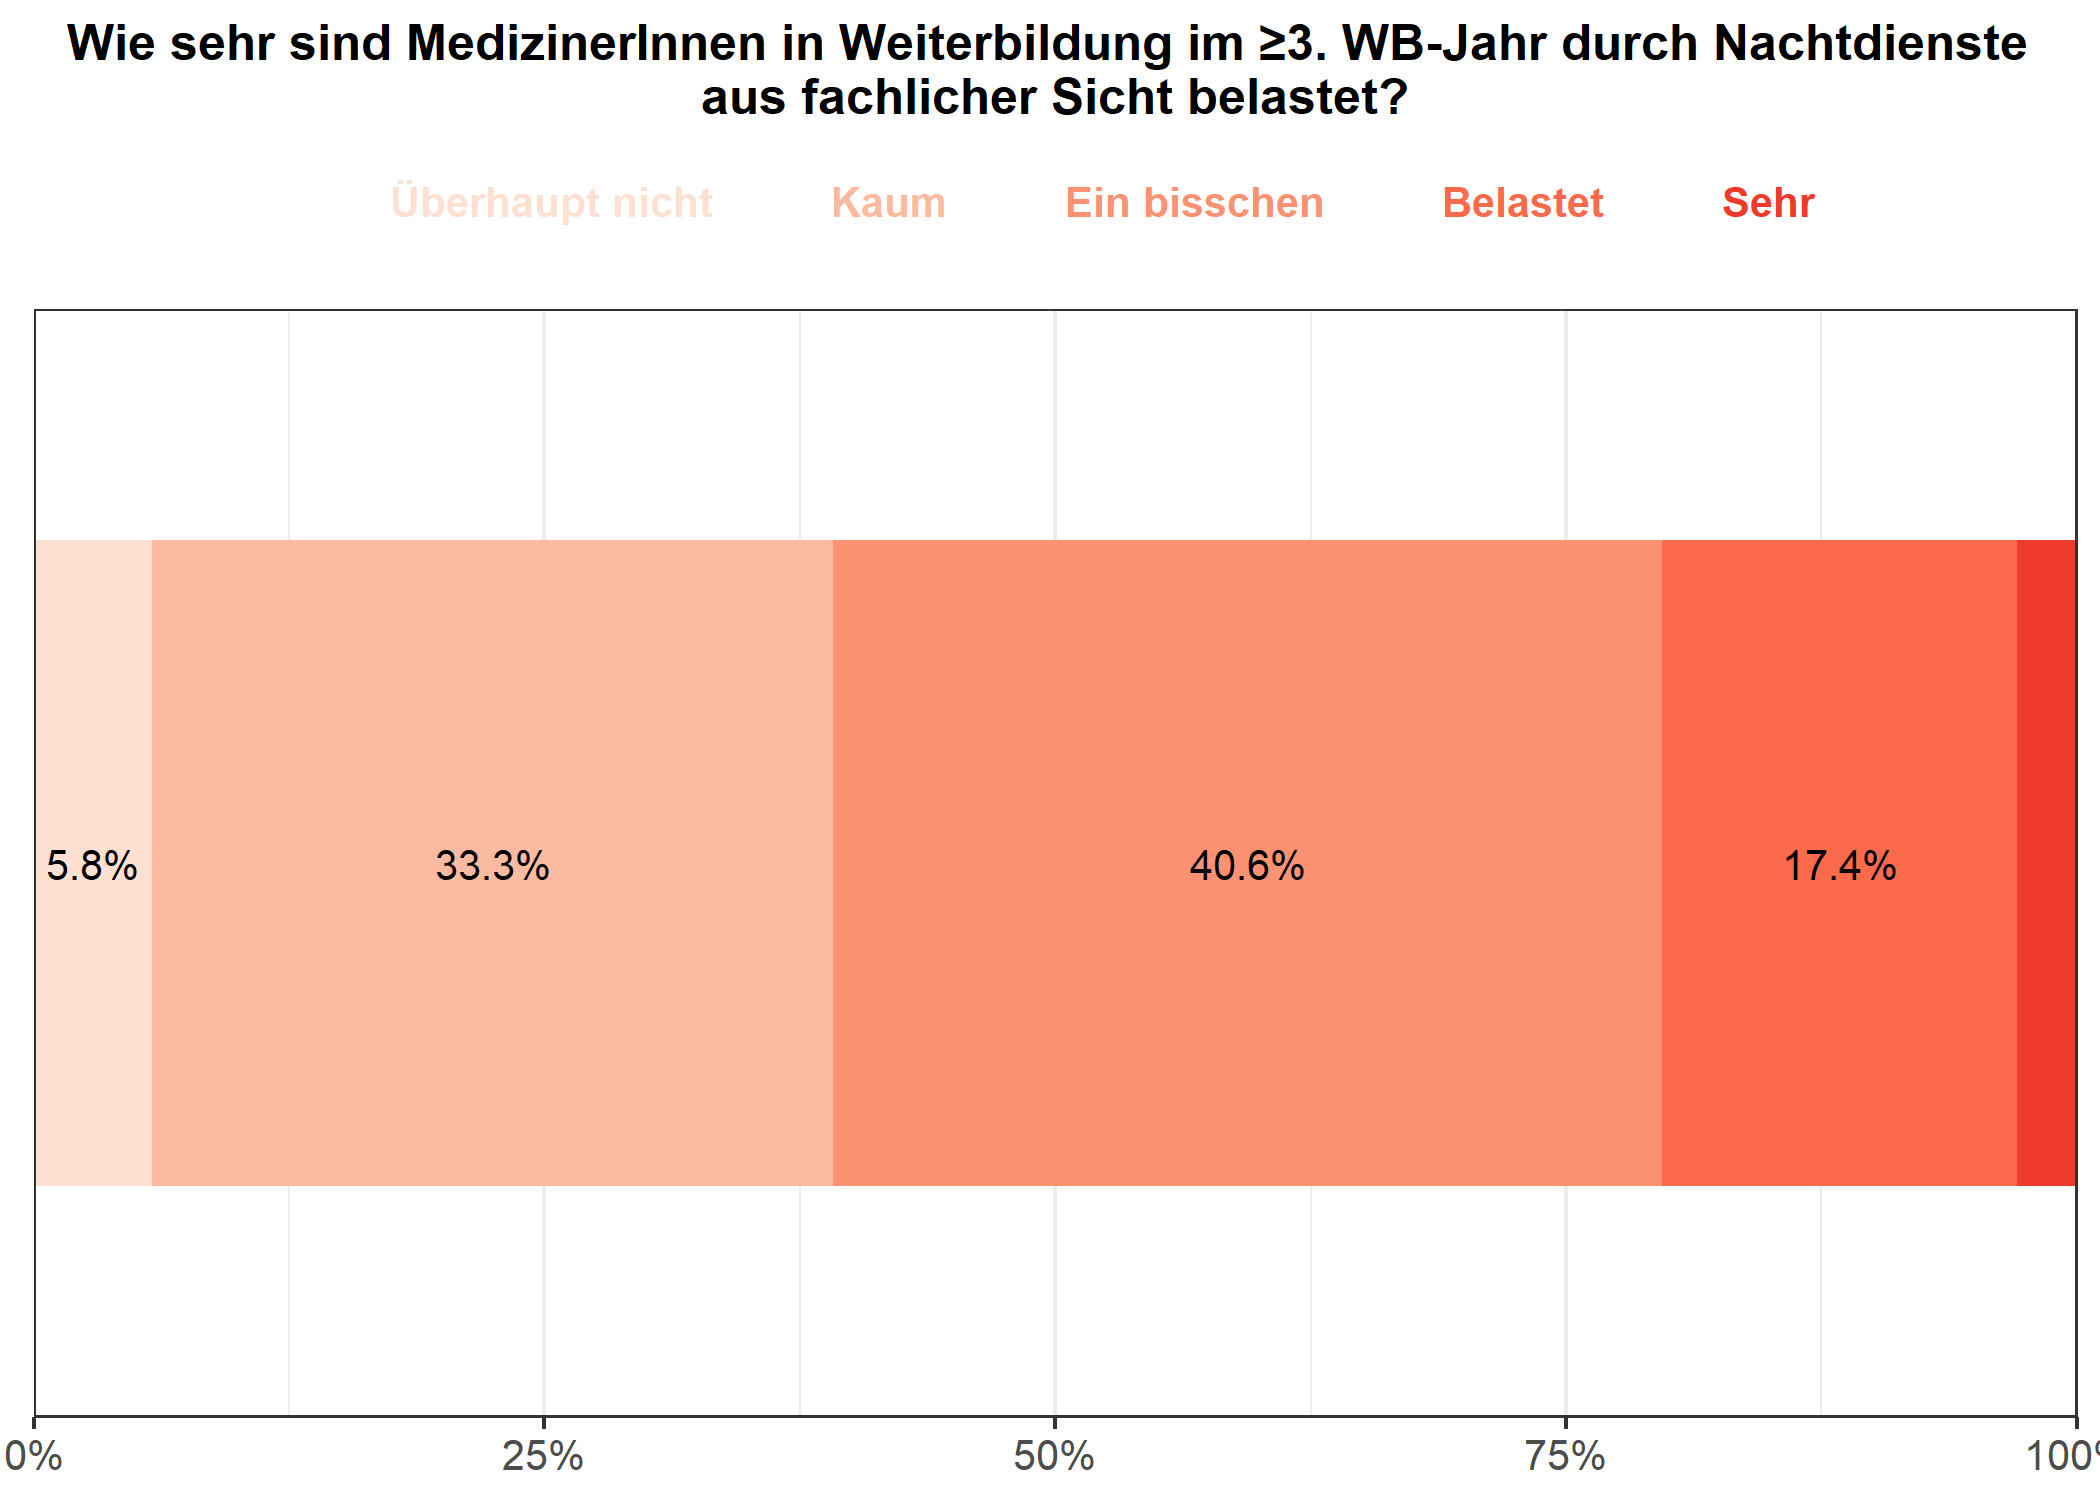 Wie sehr sind MedizinerInnen in Weiterbildung im ≥3. WB-Jahr durch Nachtdienste
aus fachlicher Sicht belastet?
Überhaupt nicht Kaum Ein bisschen Belastet Sehr
5.8% 33.3% 40.6% 17.4%
0% 25% 50% 75% 100%